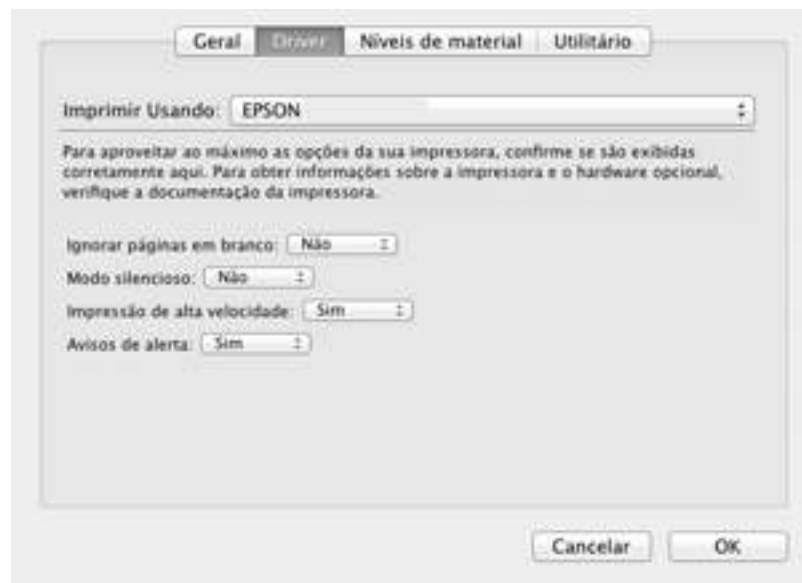 Geral Driver Níveis de material Utilitário
Imprimir Usando: EPSON
Para aproveitar ao máximo as opções da sua impressora, confirme se são exibidas
corretamente aqui. Para obter informações sobre a impressora e o hardware opcional,
verifique a documentação da impressora.
Ignorar páginas em branco: Não
Modo silencioso: Não
Impressão de alta velocidade: Sim
Avisos de alerta: Sim
Cancelar OK